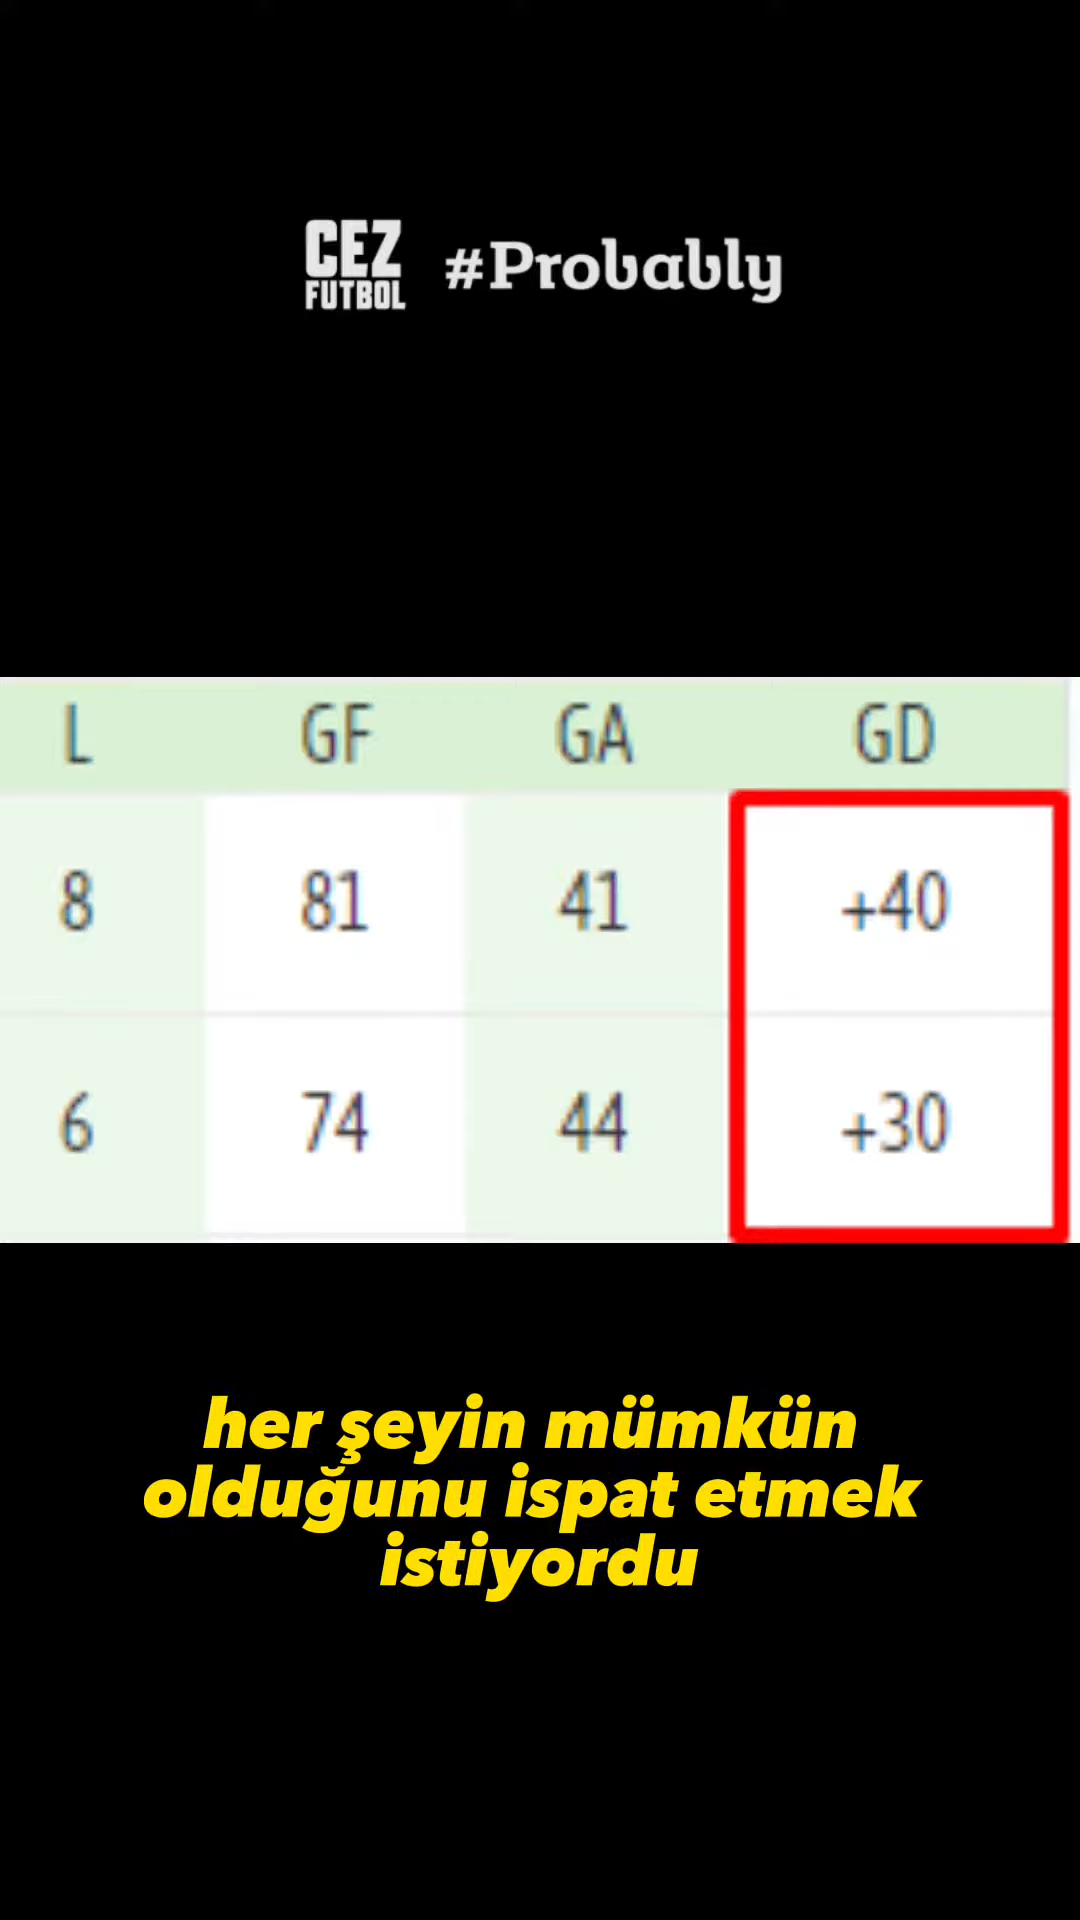 CEZ
FUTBOL
#Probably
L GF GA GD
8 81 41 +40
6 74 44 +30
her şeyin mümkün
olduğunu ispat etmek
istiyordu